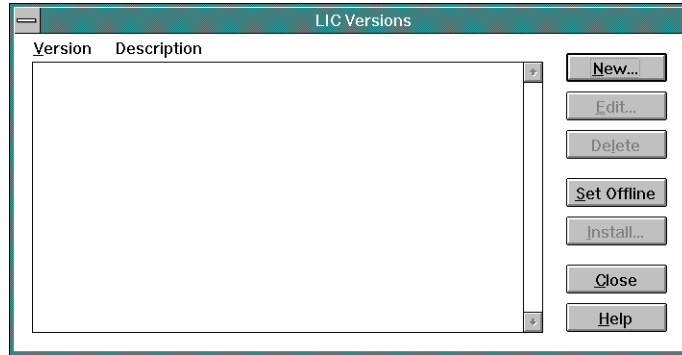 LIC Versions
Version Description
New...
Edit...
Delete
Set Offline
Install...
Close
Help